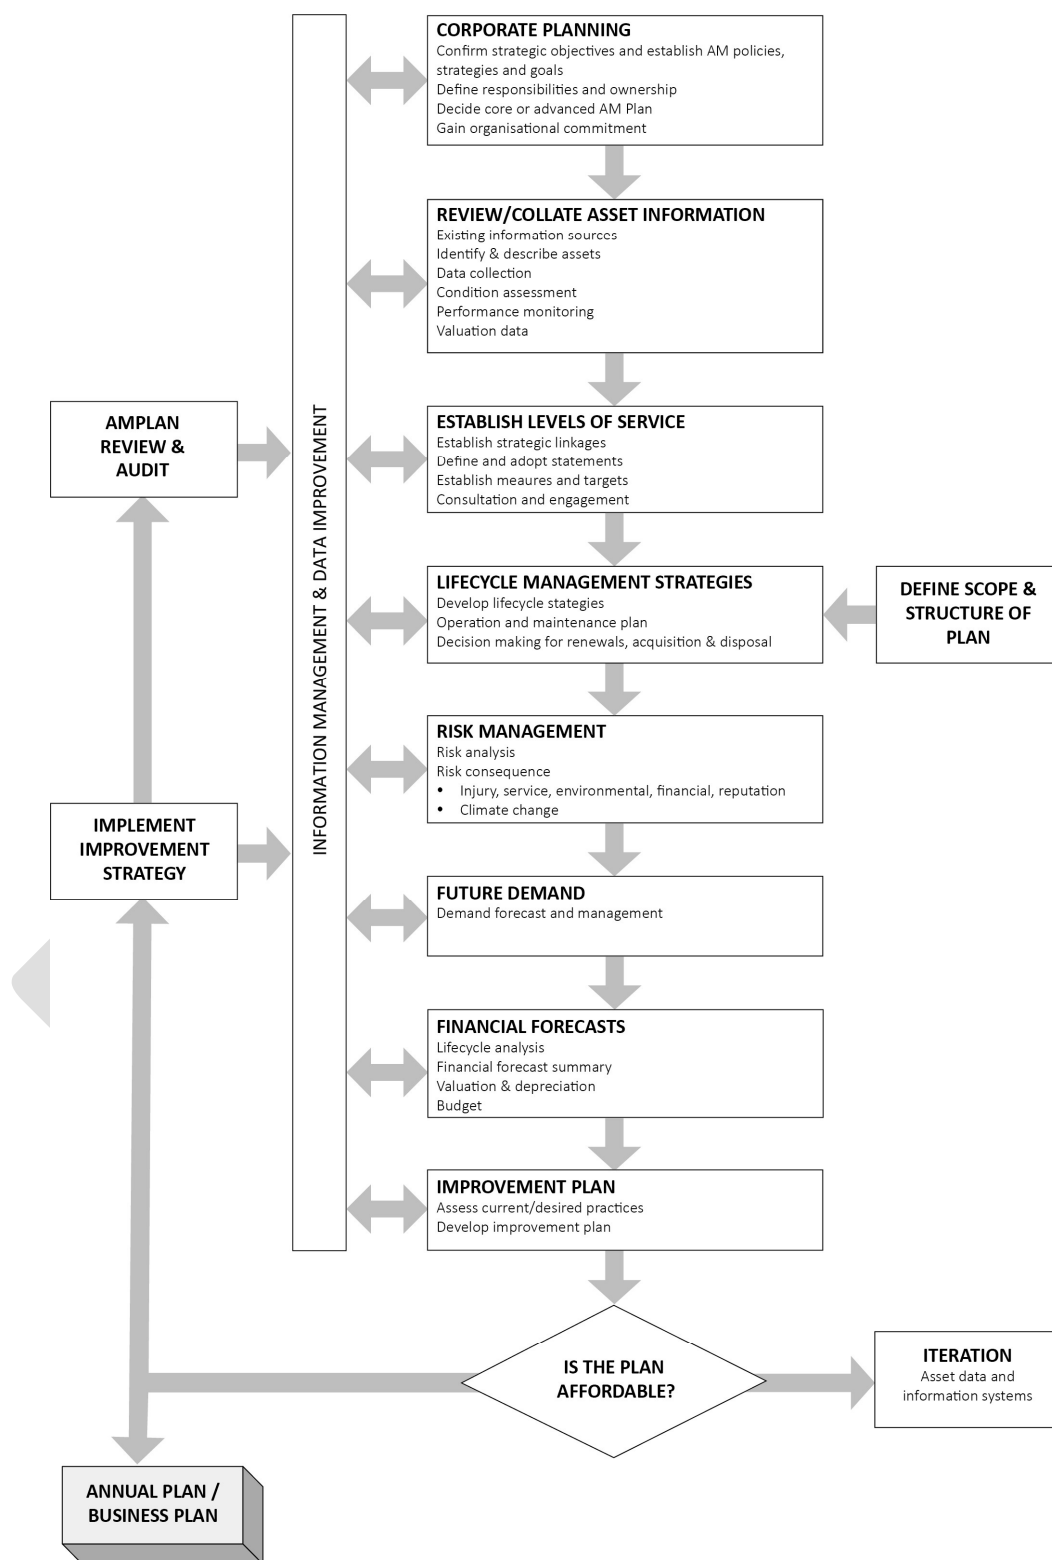 CORPORATE PLANNING
Confirm strategic objectives and establish AM policies,
strategies and goals
Define responsibilities and ownership
Decide core or advanced AM Plan
Gain organisational commitment
REVIEW/COLLATE ASSET INFORMATION
Existing information sources
Identify & describe assets
Data collection
Condition assessment
Performance monitoring
Valuation data
ESTABLISH LEVELS OF SERVICE
Establish strategic linkages
Define and adopt statements
Establish meaures and targets
Consultation and engagement
LIFECYCLE MANAGEMENT STRATEGIES
Develop lifecycle stategies
Operation and maintenance plan
Decision making for renewals, acquisition & disposal
DEFINE SCOPE &
STRUCTURE OF
PLAN
RISK MANAGEMENT
Risk analysis
Risk consequence
• Injury, service, environmental, financial, reputation
• Climate change
FUTURE DEMAND
Demand forecast and management
FINANCIAL FORECASTS
Lifecycle analysis
Financial forecast summary
Valuation & depreciation
Budget
IMPROVEMENT PLAN
Assess current/desired practices
Develop improvement plan
IS THE PLAN
AFFORDABLE?
ITERATION
Asset data and
information systems
INFORMATION MANAGEMENT & DATA IMPROVEMENT
AMPLAN
REVIEW &
AUDIT
IMPLEMENT
IMPROVEMENT
STRATEGY
ANNUAL PLAN /
BUSINESS PLAN